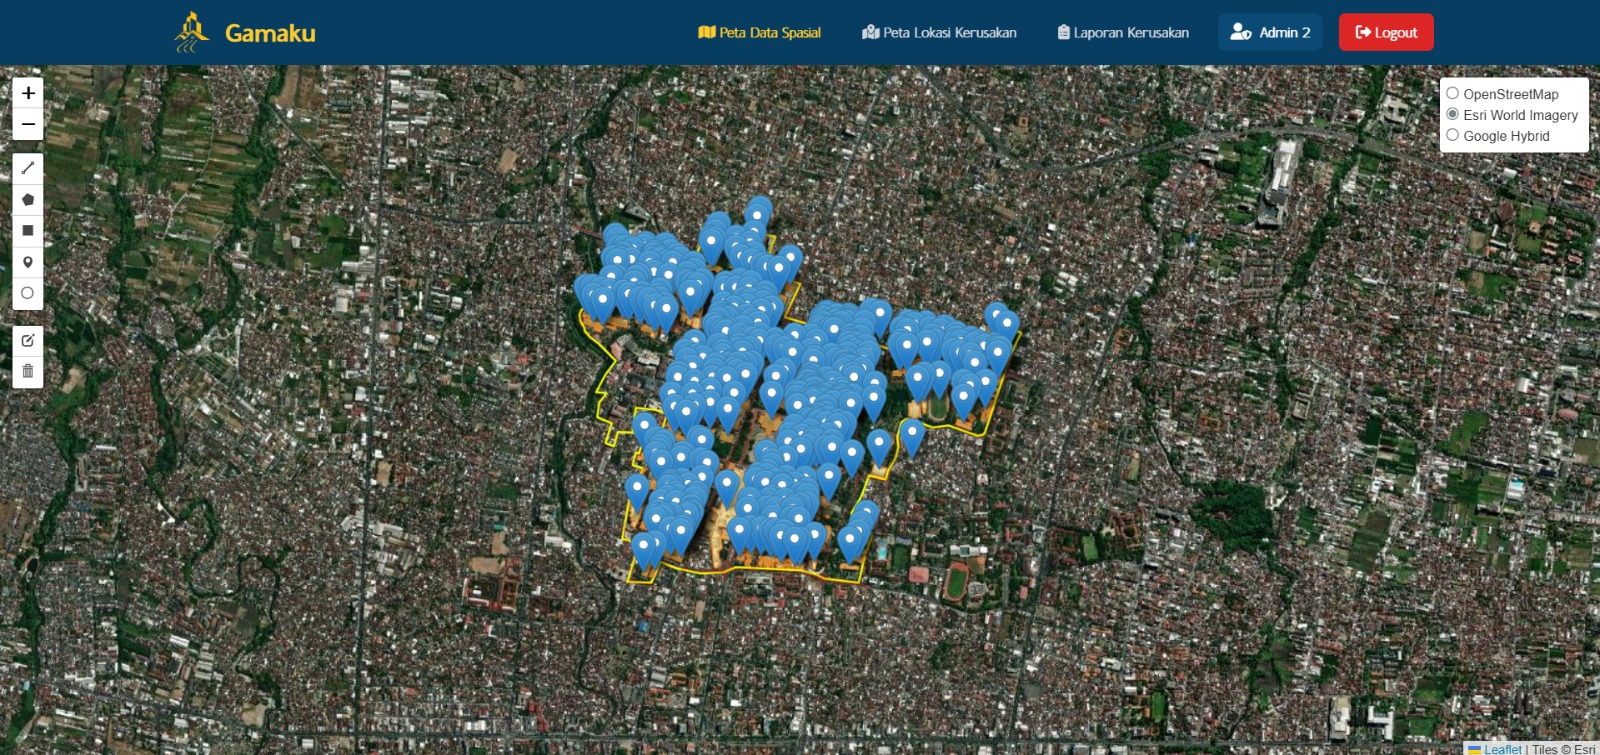 Gamaku
Peta Data Spasial
Peta Lokasi Kerusakan
Laporan Kerusakan
Admin 2
Logout
+
−
OpenStreetMap
Esri World Imagery
Google Hybrid
Leaflet | Tiles © Esri